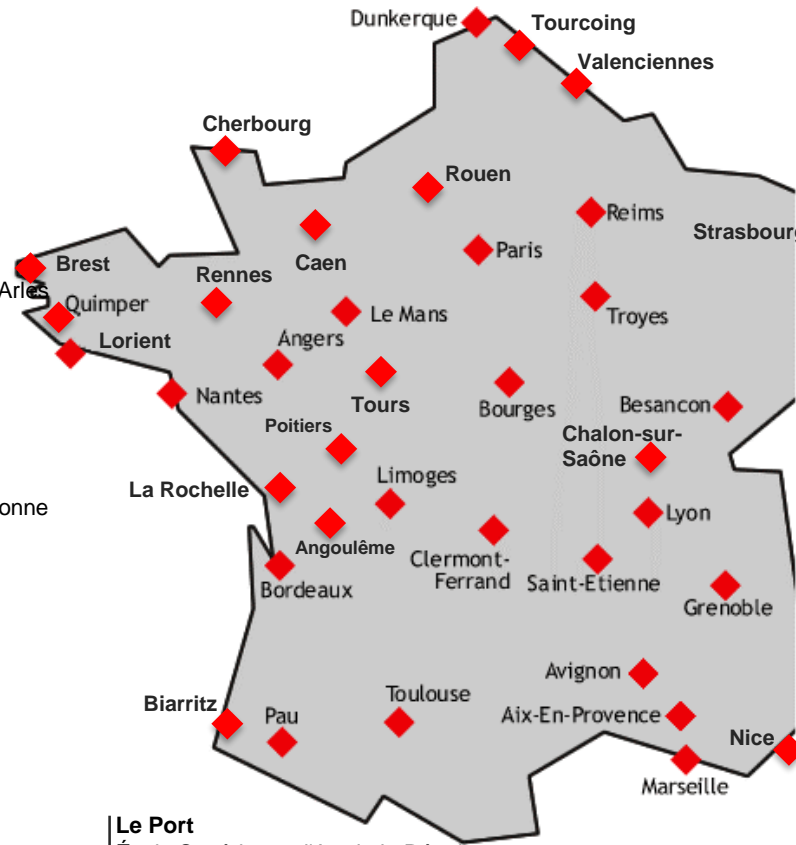 Dunkerque
Tourcoing
Valenciennes
Cherbourg
Rouen
Reims
Strasbourg
Paris
Caen
Brest
Rennes
Arles
Quimper
Le Mans
Troyes
Lorient
Angers
Nantes
Tours
Bourges
Besancon
Poitiers
Chalon-sur-
Saône
La Rochelle
Limoges
onne
Lyon
Angoulême
Clermont-
Ferrand
Saint-Etienne
Bordeaux
Grenoble
Avignon
Biarritz
Pau
Toulouse
Aix-En-Provence
Nice
Marseille
Le Port